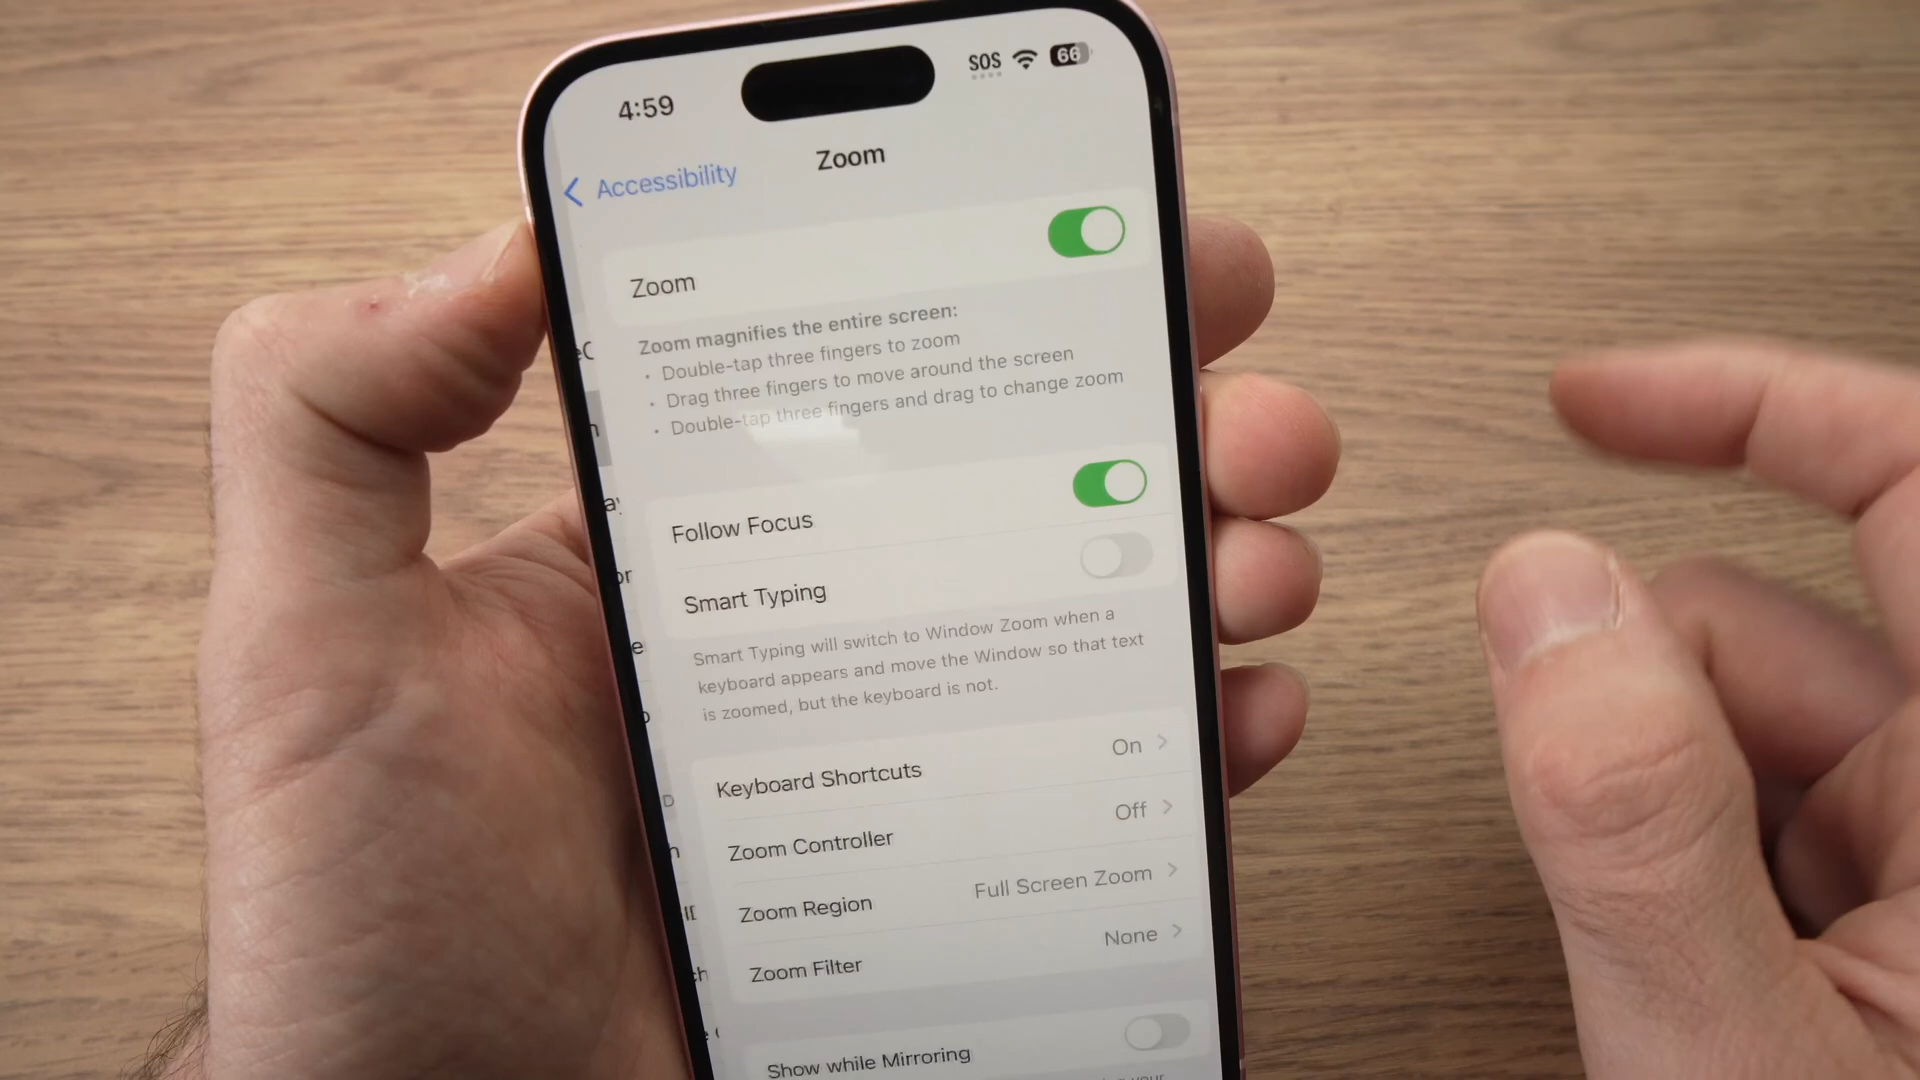 4:59
SOS
66
Accessibility
Zoom
Zoom
Zoom magnifies the entire screen:
• Double-tap three fingers to zoom
• Drag three fingers to move around the screen
• Double-tap three fingers and drag to change zoom
Follow Focus
Smart Typing
Smart Typing will switch to Window Zoom when a
keyboard appears and move the Window so that text
is zoomed, but the keyboard is not.
Keyboard Shortcuts On
Zoom Controller Off
Zoom Region Full Screen Zoom
Zoom Filter None
Show while Mirroring